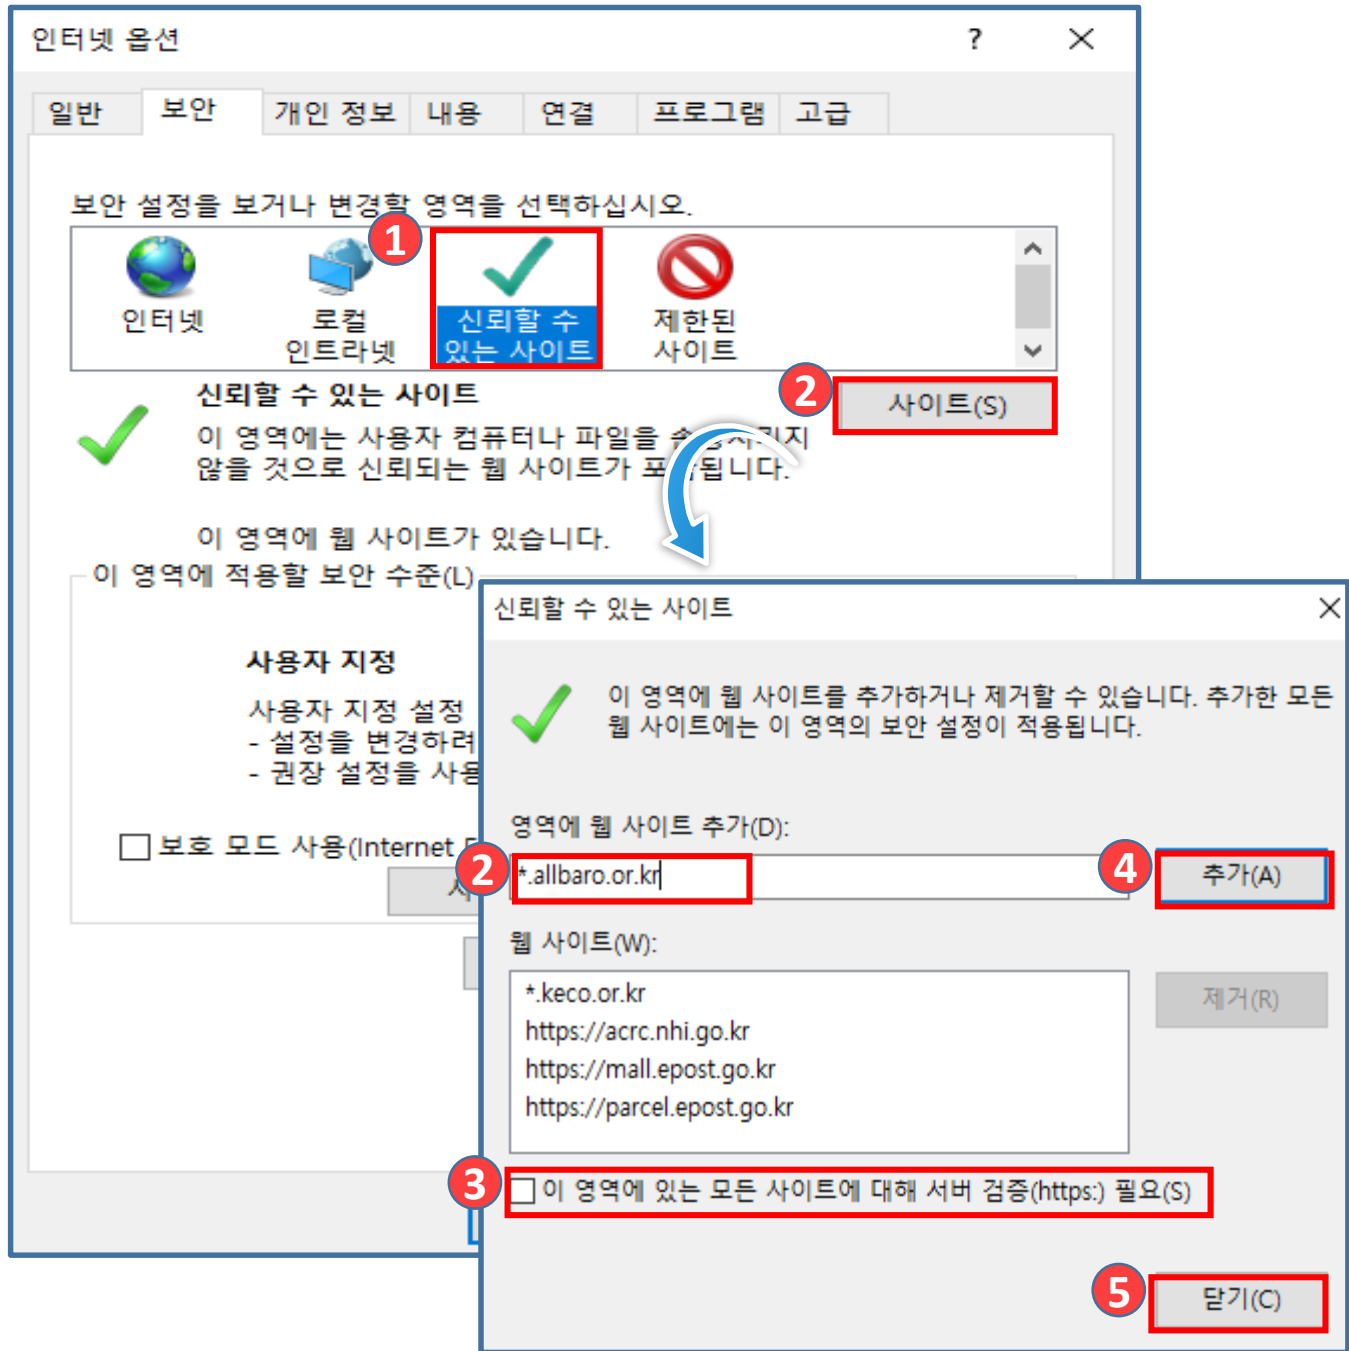 인터넷 옵션 ? ×
일반 보안 개인 정보 내용 연결 프로그램 고급
보안 설정을 보거나 변경할 영역을 선택하십시오.
1
인터넷
로컬
인트라넷
신뢰할 수
있는 사이트
제한된
사이트
신뢰할 수 있는 사이트
2 사이트(S)
이 영역에는 사용자 컴퓨터나 파일을
않을 것으로 신뢰되는 웹 사이트가
이 영역에 웹 사이트가 있습니다.
이 영역에 적용할 보안 수준(L)
사용자 지정
사용자 지정 설정
- 설정을 변경하려
- 권장 설정을 사용
보호 모드 사용(Internet
신뢰할 수 있는 사이트 ×
이 영역에 웹 사이트를 추가하거나 제거할 수 있습니다. 추가한 모든
웹 사이트에는 이 영역의 보안 설정이 적용됩니다.
영역에 웹 사이트 추가(D):
2 *.allbaro.or.kr
4 추가(A)
웹 사이트(W):
*.keco.or.kr
https://acrc.nhi.go.kr
https://mall.epost.go.kr
https://parcel.epost.go.kr
제거(R)
3 이 영역에 있는 모든 사이트에 대해 서버 검증(https:) 필요(S)
5 닫기(C)